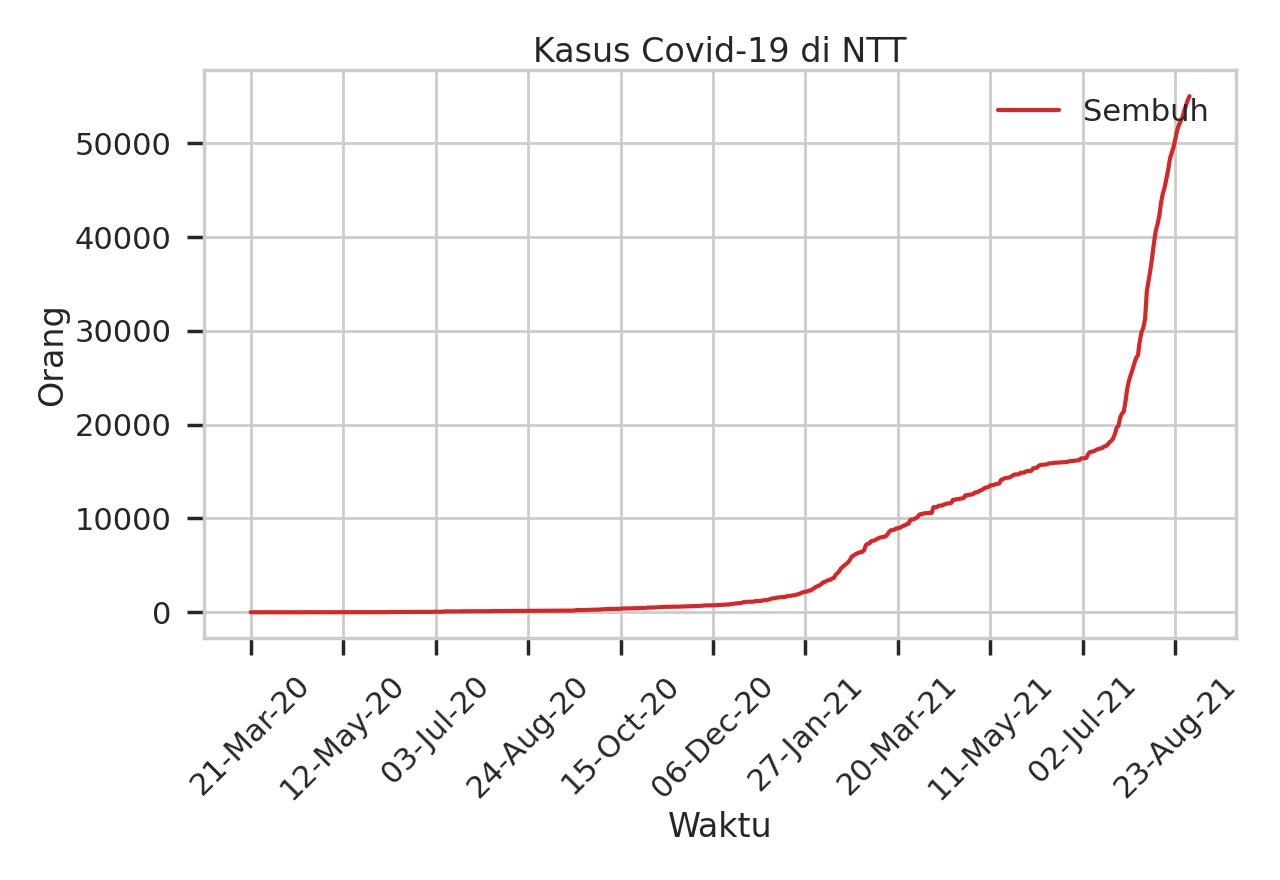 Kasus Covid-19 di NTT
Sembuh
Orang
50000
40000
30000
20000
10000
0
21-Mar-20
12-May-20
03-Jul-20
24-Aug-20
15-Oct-20
06-Dec-20
27-Jan-21
20-Mar-21
11-May-21
02-Jul-21
23-Aug-21
Waktu